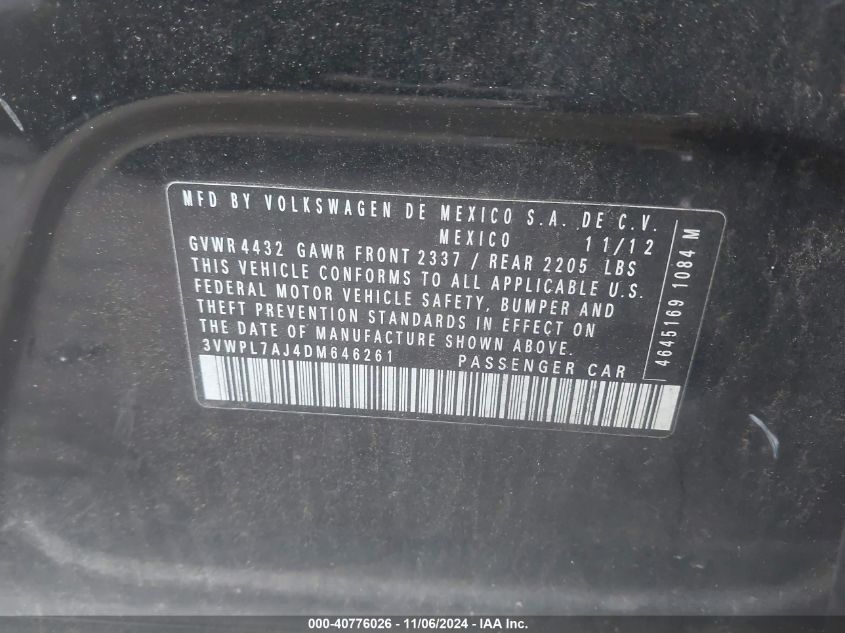 MFD BY VOLKSWAGEN DE MEXICO S.A. DE C.V.
MEXICO 11/12
GVWR 4432 GAWR FRONT 2337 / REAR 2205 LBS
THIS VEHICLE CONFORMS TO ALL APPLICABLE U.S.
FEDERAL MOTOR VEHICLE SAFETY, BUMPER AND
THEFT PREVENTION STANDARDS IN EFFECT ON
THE DATE OF MANUFACTURE SHOWN ABOVE.
3VWPL7AJ4DM646261 PASSENGER CAR
4645169 1084 M
000-40776026 - 11/06/2024 - IAA Inc.